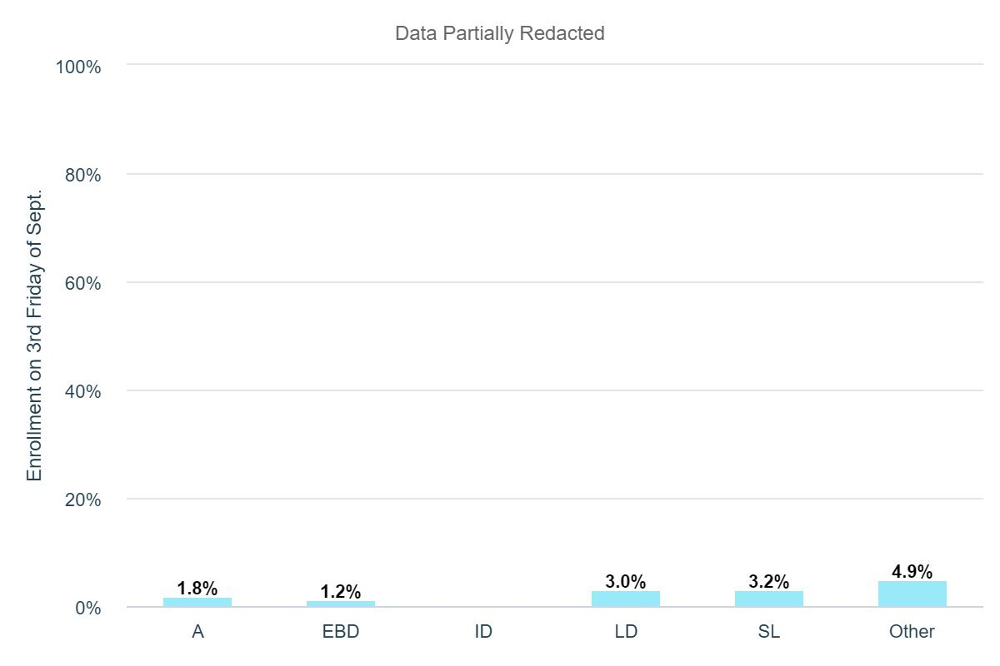 Data Partially Redacted
100%
80%
60%
40%
20%
0%
Enrollment on 3rd Friday of Sept.
1.8%
1.2%
3.0%
3.2%
4.9%
A
EBD
ID
LD
SL
Other